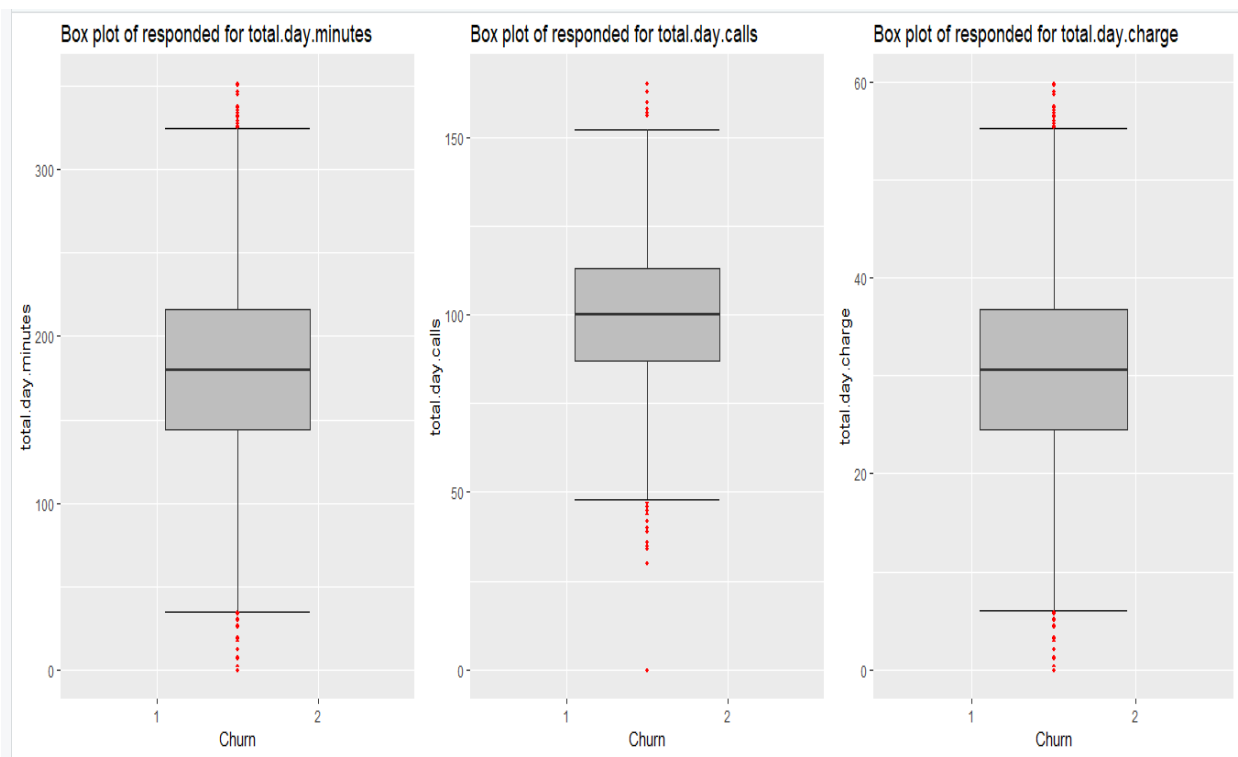 Box plot of responded for total.day.minutes
total.day.minutes
300
200
100
0
1
2
Churn
Box plot of responded for total.day.calls
total.day.calls
150
100
50
0
1
2
Churn
Box plot of responded for total.day.charge
total.day.charge
60
40
20
0
1
2
Churn